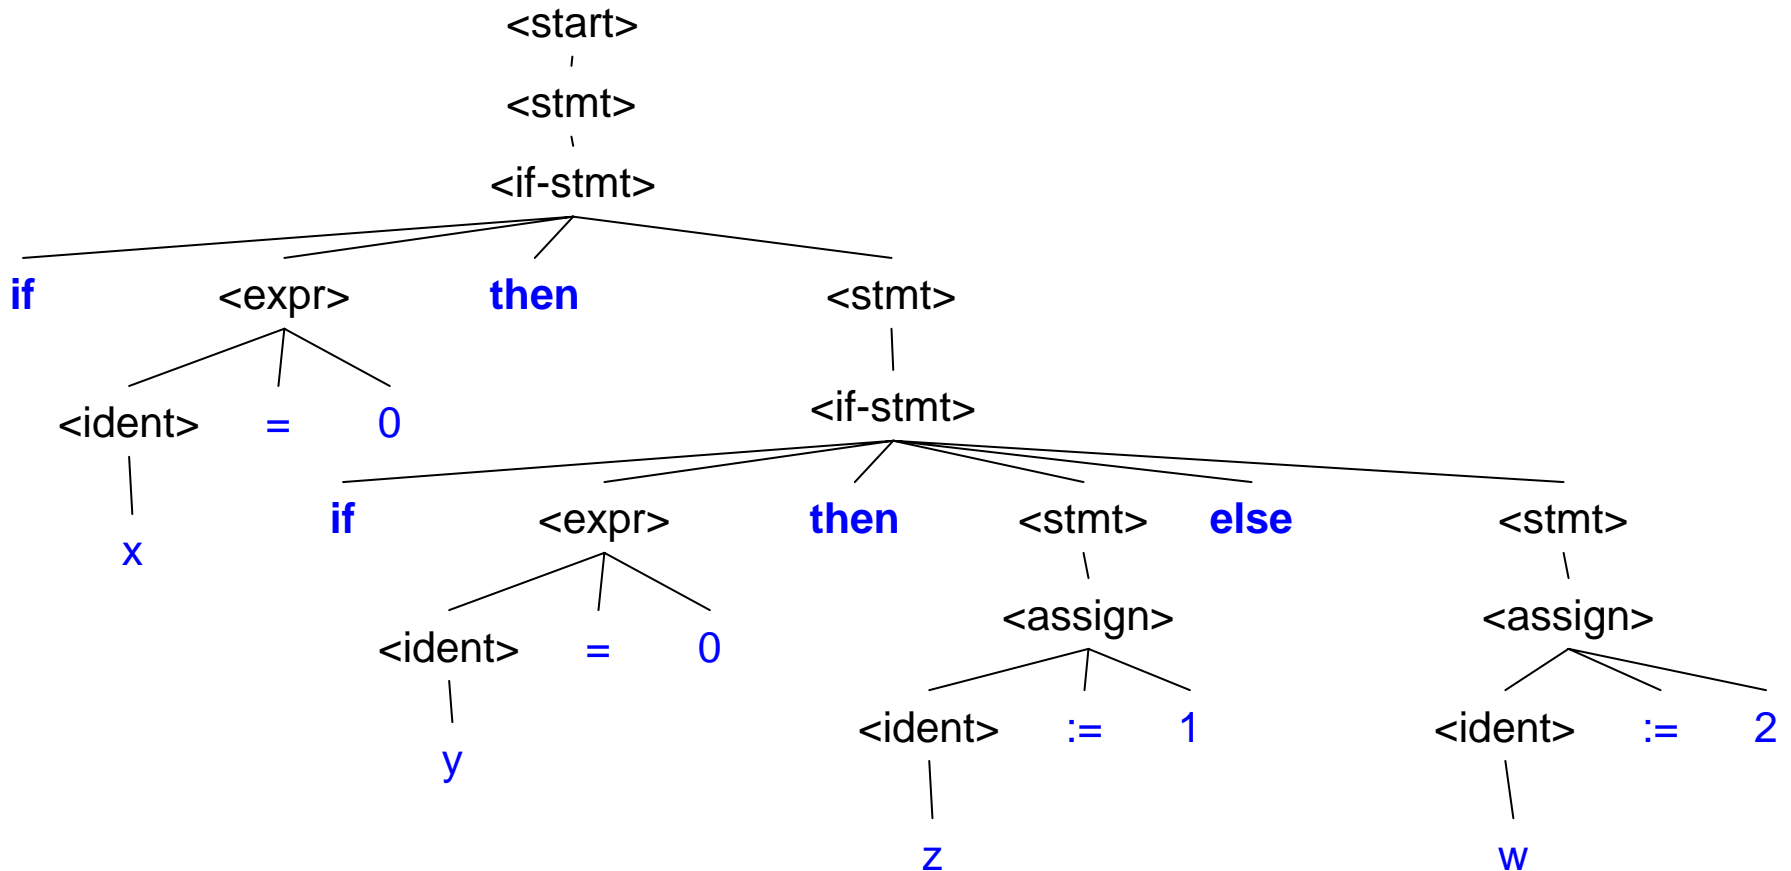 <start>
<stmt>
<if-stmt>
if <expr> then <stmt>
<if-stmt>
<ident> = 0
if <expr> then <stmt> else <stmt>
x
<assign> <assign>
<ident> = 0
<ident> := 1 <ident> := 2
y
z w